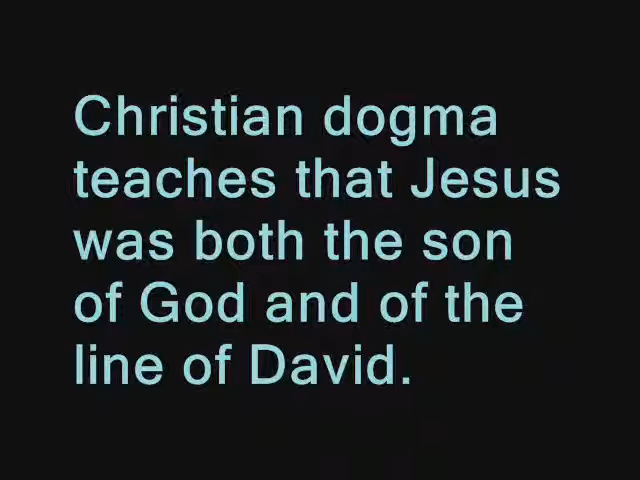 Christian dogma
teaches that Jesus
was both the son
of God and of the
line of David.